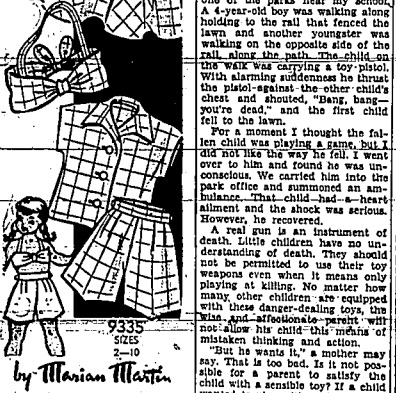 9335
SIZES
2—10
by Marian Martin
one of the parks near my school.
A 4-year-old boy was walking along
holding to the rail that fenced the
lawn and another youngster was
walking on the opposite side of the
rail, along the path. The child on
the walk was carrying a toy pistol.
With alarming suddenness he thrust
the pistol against the other child's
chest and shouted, "Bang, bang—
you're dead," and the first child
fell to the lawn.
For a moment I thought the fal-
len child was playing a game, but I
did not like the way he fell. I went
over to him and found he was un-
conscious. We carried him into the
park office and summoned an am-
bulance. That child had a heart
ailment and the shock was serious.
However, he recovered.
A real gun is an instrument of
death. Little children have no un-
derstanding of death. They should
not be permitted to use their toy
weapons even when it means only
playing at killing. No matter how
many other children are equipped
with these danger-dealing toys, the
wise and affectionate parent will
not allow his child this means of
mistaken thinking and action.
"But he wants it," a mother may
say. That is too bad. Is it not pos-
sible for a parent to satisfy the
child with a sensible toy? If a child